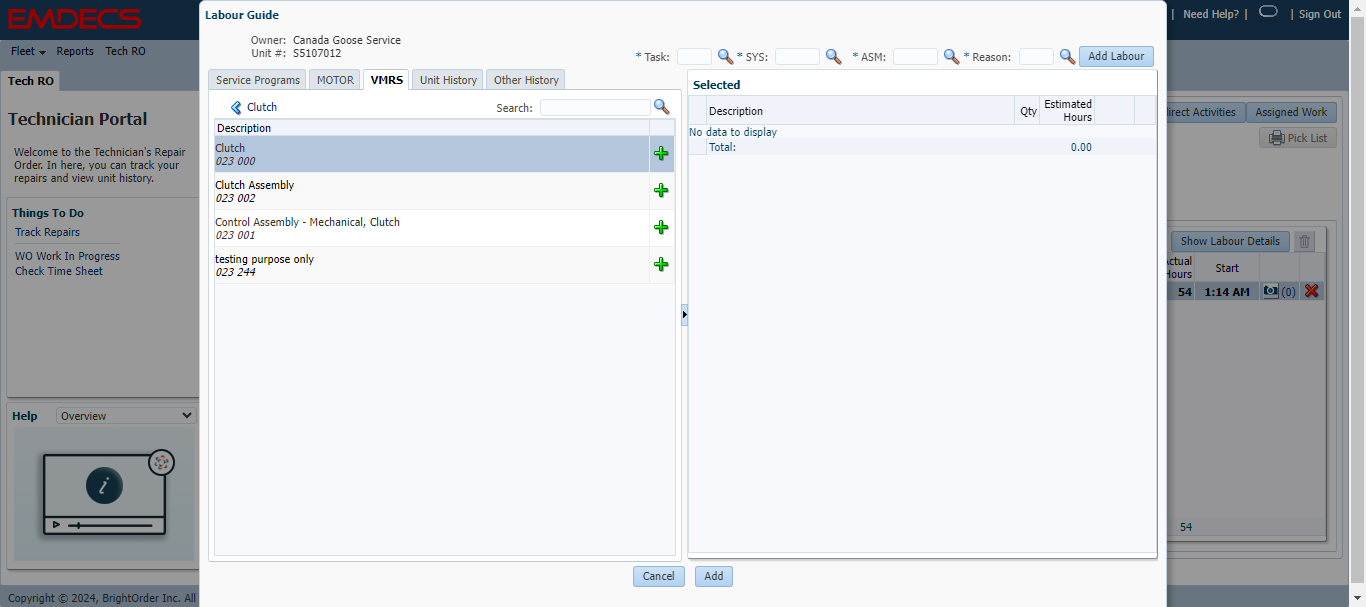 EMDECS
| Need Help? | | Sign Out
Fleet Reports Tech RO
Tech RO
Technician Portal
Welcome to the Technician's Repair
Order. In here, you can track your
repairs and view unit history.
Things To Do
Track Repairs
WO Work In Progress
Check Time Sheet
Help Overview
i
Copyright © 2024, BrightOrder Inc. All
Labour Guide
Owner: Canada Goose Service
Unit #: S5107012
* Task: * SYS: * ASM: * Reason: Add Labour
Service Programs MOTOR VMRS Unit History Other History
Clutch Search:
Description
Clutch
023 000
Clutch Assembly
023 002
Control Assembly - Mechanical, Clutch
023 001
testing purpose only
023 244
Selected
Description Qty Estimated
Hours
No data to display
Total: 0.00
Cancel Add
irect Activities Assigned Work
Pick List
Show Labour Details
ctual
Hours Start
54 1:14 AM (0)
54